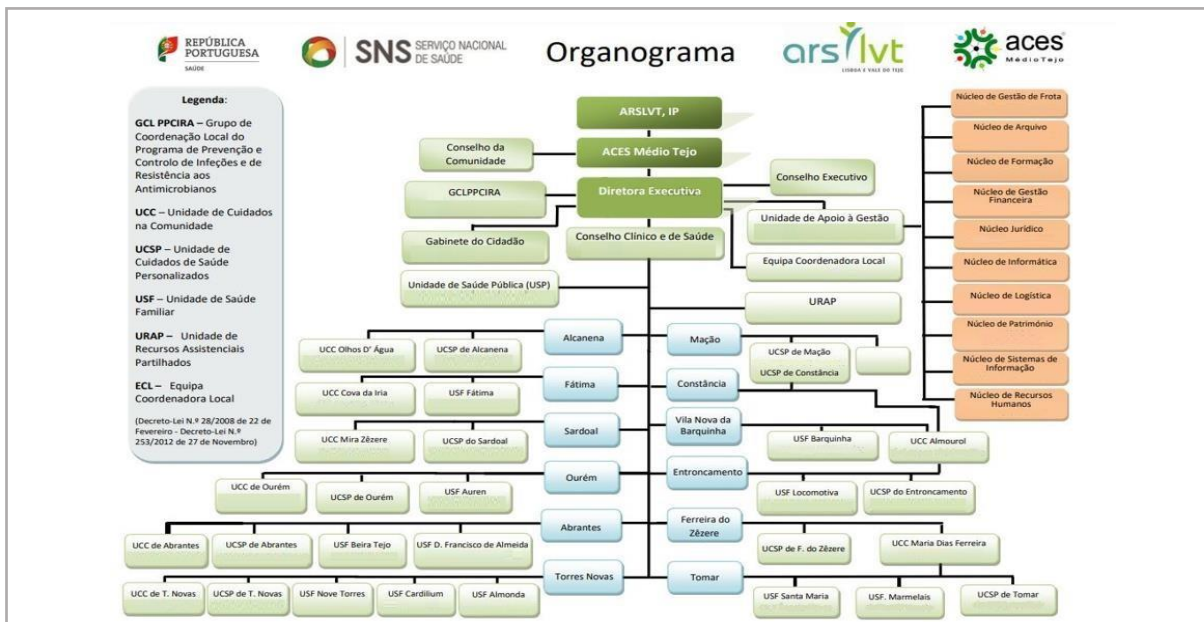 REPÚBLICA
PORTUGUESA
SAÚDE
SNS SERVIÇO NACIONAL
DE SAÚDE
Organograma
arslvt
LISBOA E VALE DO TEJO
aces
Médio Tejo
Legenda:
GCL PPCIRA – Grupo de
Coordenação Local do
Programa de Prevenção e
Controlo de Infeções e de
Resistência aos
Antimicrobianos
UCC – Unidade de Cuidados
na Comunidade
UCSP – Unidade de
Cuidados de Saúde
Personalizados
USF – Unidade de Saúde
Familiar
URAP – Unidade de
Recursos Assistenciais
Partilhados
ECL – Equipa
Coordenadora Local
(Decreto-Lei N.º 28/2008 de 22 de
Fevereiro - Decreto-Lei N.º
253/2012 de 27 de Novembro)
ARSLVT, IP
ACES Médio Tejo
Diretora Executiva
Conselho Clínico e de Saúde
Conselho da
Comunidade
GCLPPCIRA
Gabinete do Cidadão
Unidade de Saúde Pública (USP)
Conselho Executivo
Unidade de Apoio à Gestão
Equipa Coordenadora Local
URAP
Núcleo de Gestão de Frota
Núcleo de Arquivo
Núcleo de Formação
Núcleo de Gestão
Financeira
Núcleo Jurídico
Núcleo de Informática
Núcleo de Logística
Núcleo de Património
Núcleo de Sistemas de
Informação
Núcleo de Recursos
Humanos
Alcanena
UCC Olhos D' Água
UCSP de Alcanena
Mação
UCSP de Mação
Fátima
UCC Cova da Iria
USF Fátima
Constância
UCSP de Constância
Sardoal
UCC Mira Zêzere
UCSP do Sardoal
Vila Nova da
Barquinha
USF Barquinha
UCC Almourol
Ourém
UCC de Ourém
UCSP de Ourém
USF Auren
Entroncamento
USF Locomotiva
UCSP do Entroncamento
Abrantes
UCC de Abrantes
UCSP de Abrantes
USF Beira Tejo
USF D. Francisco de Almeida
Ferreira do
Zêzere
UCSP de F. do Zêzere
UCC Maria Dias Ferreira
Torres Novas
UCC de T. Novas
UCSP de T. Novas
USF Nove Torres
USF Cardilium
USF Almonda
Tomar
USF Santa Maria
USF. Marmelais
UCSP de Tomar